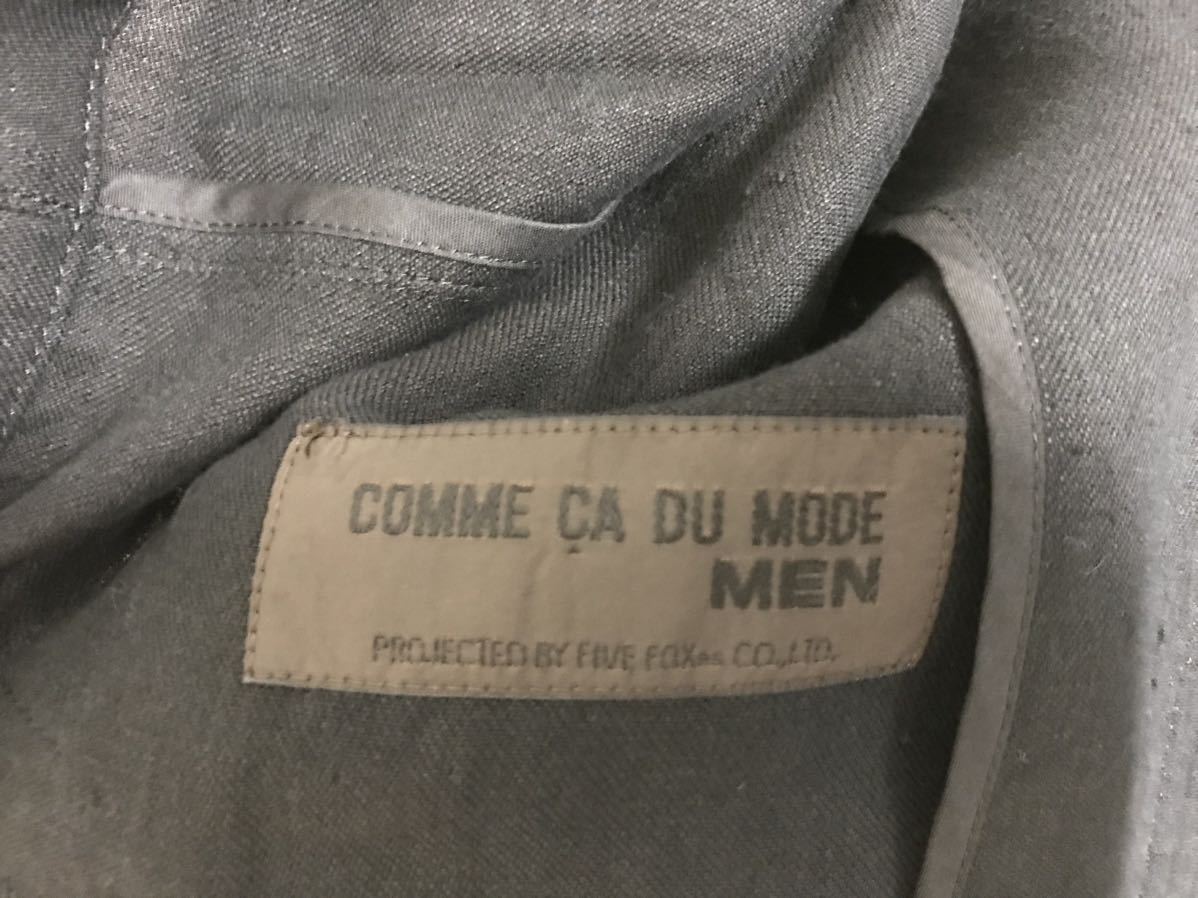 COMME ÇA DU MODE
MEN
PROJECTED BY FIVE FOXes CO.,LTD.